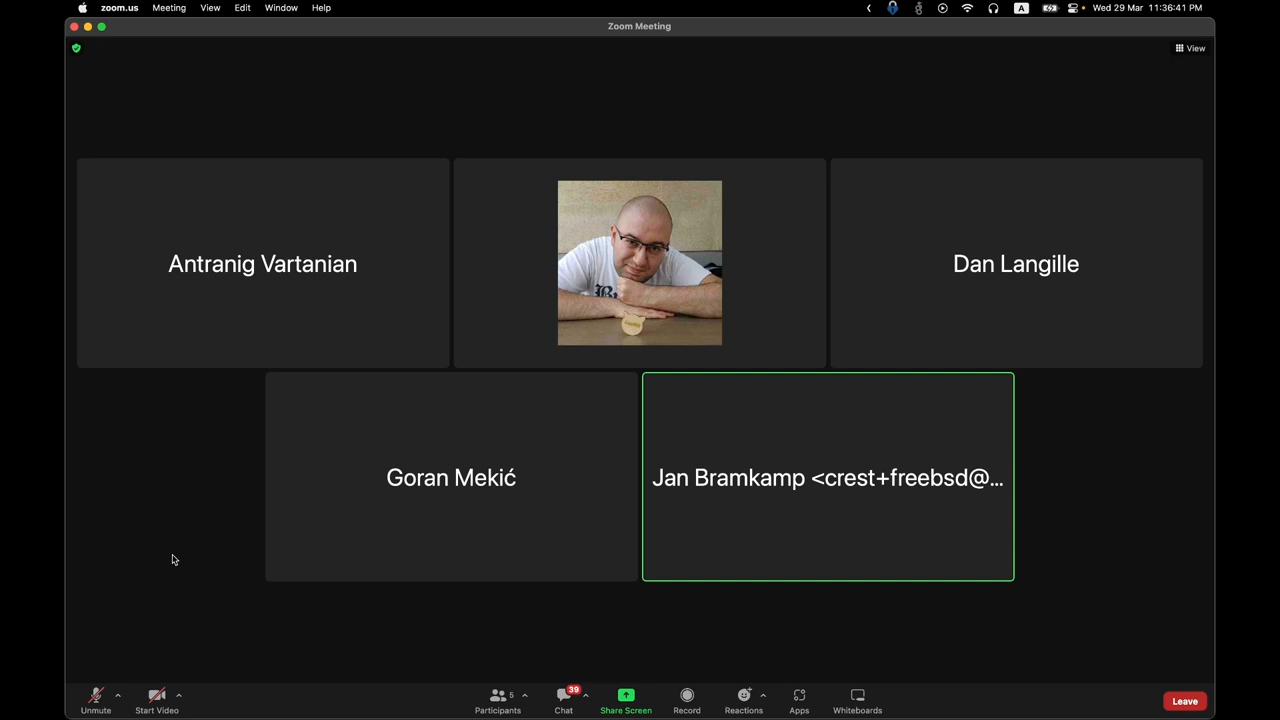 zoom.us Meeting View Edit Window Help
A Wed 29 Mar 11:36:41 PM
Zoom Meeting
View
Antranig Vartanian
Dan Langille
Goran Mekić
Jan Bramkamp <crest+freebsd@...
5
39
Unmute
Start Video
Participants
Chat
Share Screen
Record
Reactions
Apps
Whiteboards
Leave